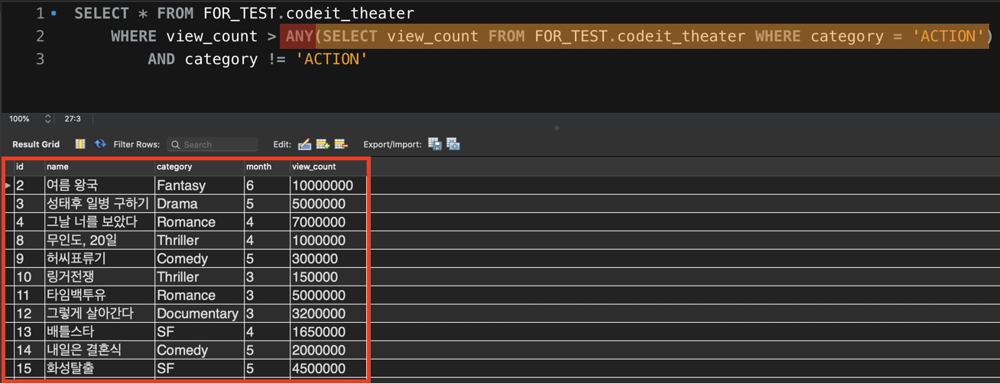 1 SELECT * FROM FOR_TEST.codeit_theater
2 WHERE view_count > ANY(SELECT view_count FROM FOR_TEST.codeit_theater WHERE category = 'ACTION')
3 AND category != 'ACTION'
100% 27:3
Result Grid Filter Rows: Search Edit: Export/Import:
id name category month view_count
2 여름 왕국 Fantasy 6 10000000
3 성태후 일병 구하기 Drama 5 5000000
4 그날 너를 보았다 Romance 4 7000000
8 무인도, 20일 Thriller 4 1000000
9 허씨표류기 Comedy 5 300000
10 링거전쟁 Thriller 3 150000
11 타임백투유 Romance 3 5000000
12 그렇게 살아간다 Documentary 3 3200000
13 배틀스타 SF 4 1650000
14 내일은 결혼식 Comedy 5 2000000
15 화성탈출 SF 5 4500000